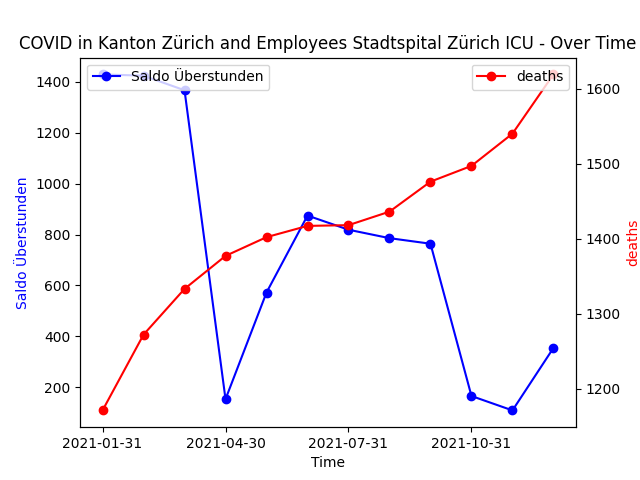 COVID in Kanton Zürich and Employees Stadtspital Zürich ICU - Over Time
Saldo Überstunden
deaths
1400
1200
1000
800
600
400
200
Saldo Überstunden
1600
1500
1400
1300
1200
deaths
2021-01-31 2021-04-30 2021-07-31 2021-10-31
Time